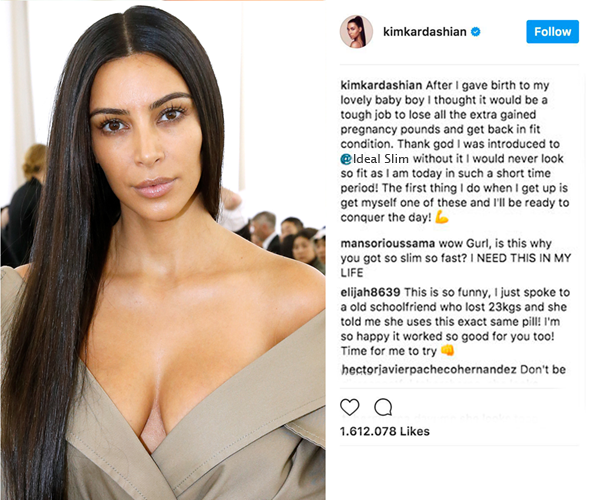 kimkardashian
Follow
kimkardashian After I gave birth to my
lovely baby boy I thought it would be a
tough job to lose all the extra gained
pregnancy pounds and get back in fit
condition. Thank god I was introduced to
@Ideal Slim without it I would never look
so fit as I am today in such a short time
period! The first thing I do when I get up is
get myself one of these and I'll be ready to
conquer the day! 💪
mansorioussama wow Gurl, is this why
you got so slim so fast? I NEED THIS IN MY
LIFE
elijah8639 This is so funny, I just spoke to
a old schoolfriend who lost 23kgs and she
told me she uses this exact same pill! I'm
so happy it worked so good for you too!
Time for me to try 👊
hectorjavierpachecohernandez Don't be
1.612.078 Likes